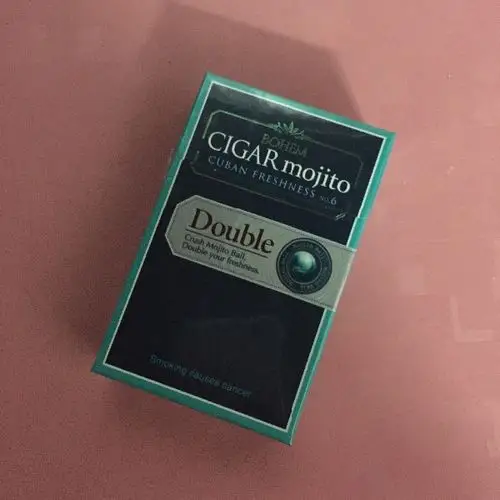 BOHEM
CIGAR mojito
CUBAN FRESHNESS NO.6
Double
Crush Mojito Ball,
Double your freshness.
Smoking causes cancer